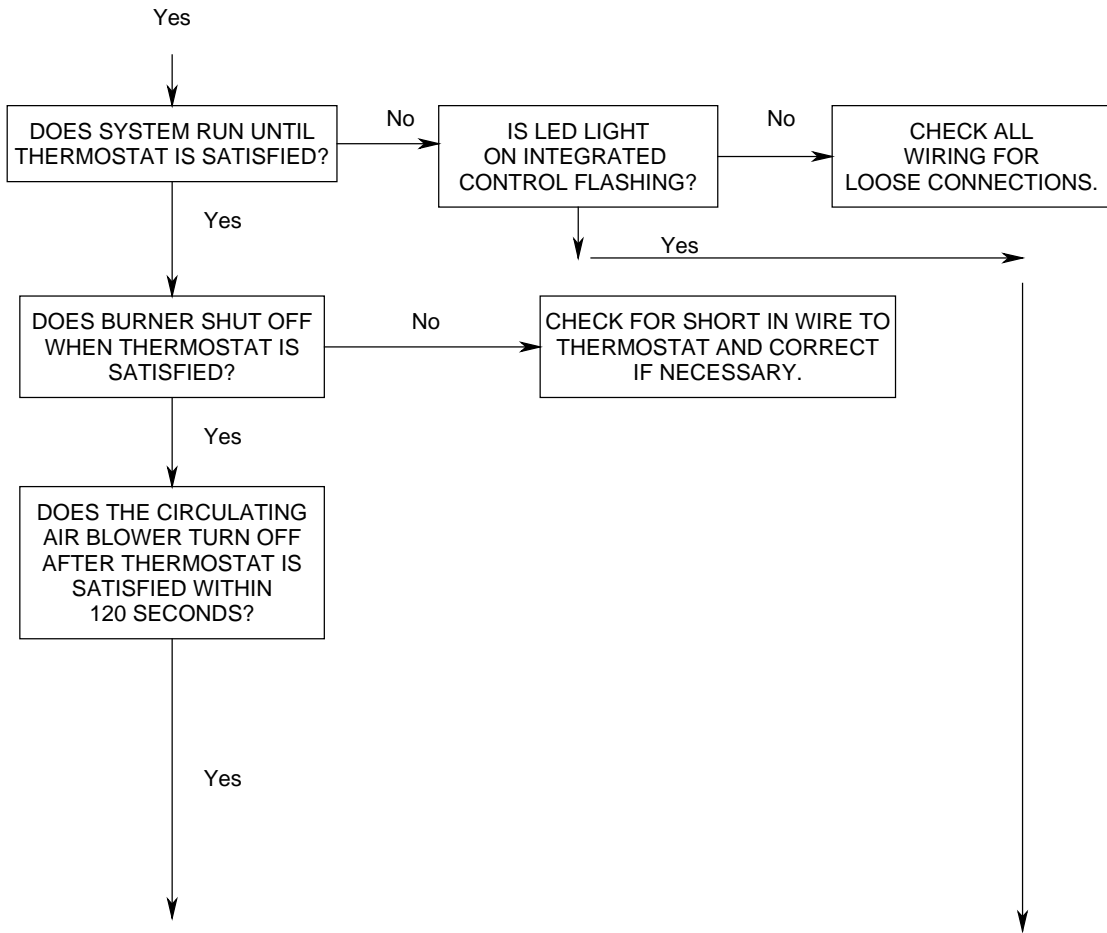 Yes
DOES SYSTEM RUN UNTIL
THERMOSTAT IS SATISFIED?
No
IS LED LIGHT
ON INTEGRATED
CONTROL FLASHING?
No
CHECK ALL
WIRING FOR
LOOSE CONNECTIONS.
Yes
Yes
DOES BURNER SHUT OFF
WHEN THERMOSTAT IS
SATISFIED?
No
CHECK FOR SHORT IN WIRE TO
THERMOSTAT AND CORRECT
IF NECESSARY.
Yes
DOES THE CIRCULATING
AIR BLOWER TURN OFF
AFTER THERMOSTAT IS
SATISFIED WITHIN
120 SECONDS?
Yes